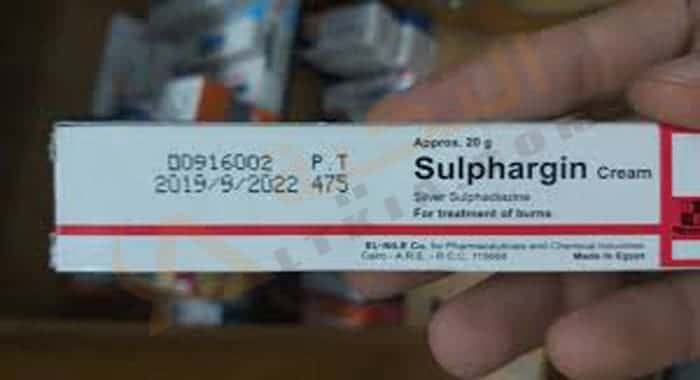 00916002 P.T
2019/9/2022 475
Approx. 20 g
Sulphargin Cream
Silver Sulphadiazine
For treatment of burns
EL-NILE Co. for Pharmaceuticals and Chemical Industries
Cairo - A.R.E. - R.C.C.
Made in Egypt